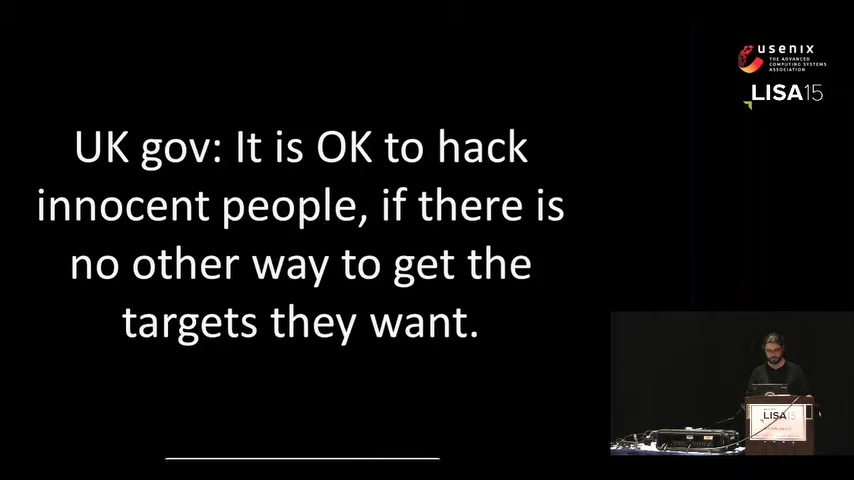 usenix
THE ADVANCED
COMPUTING SYSTEMS
ASSOCIATION
LISA15
UK gov: It is OK to hack
innocent people, if there is
no other way to get the
targets they want.
LISA15